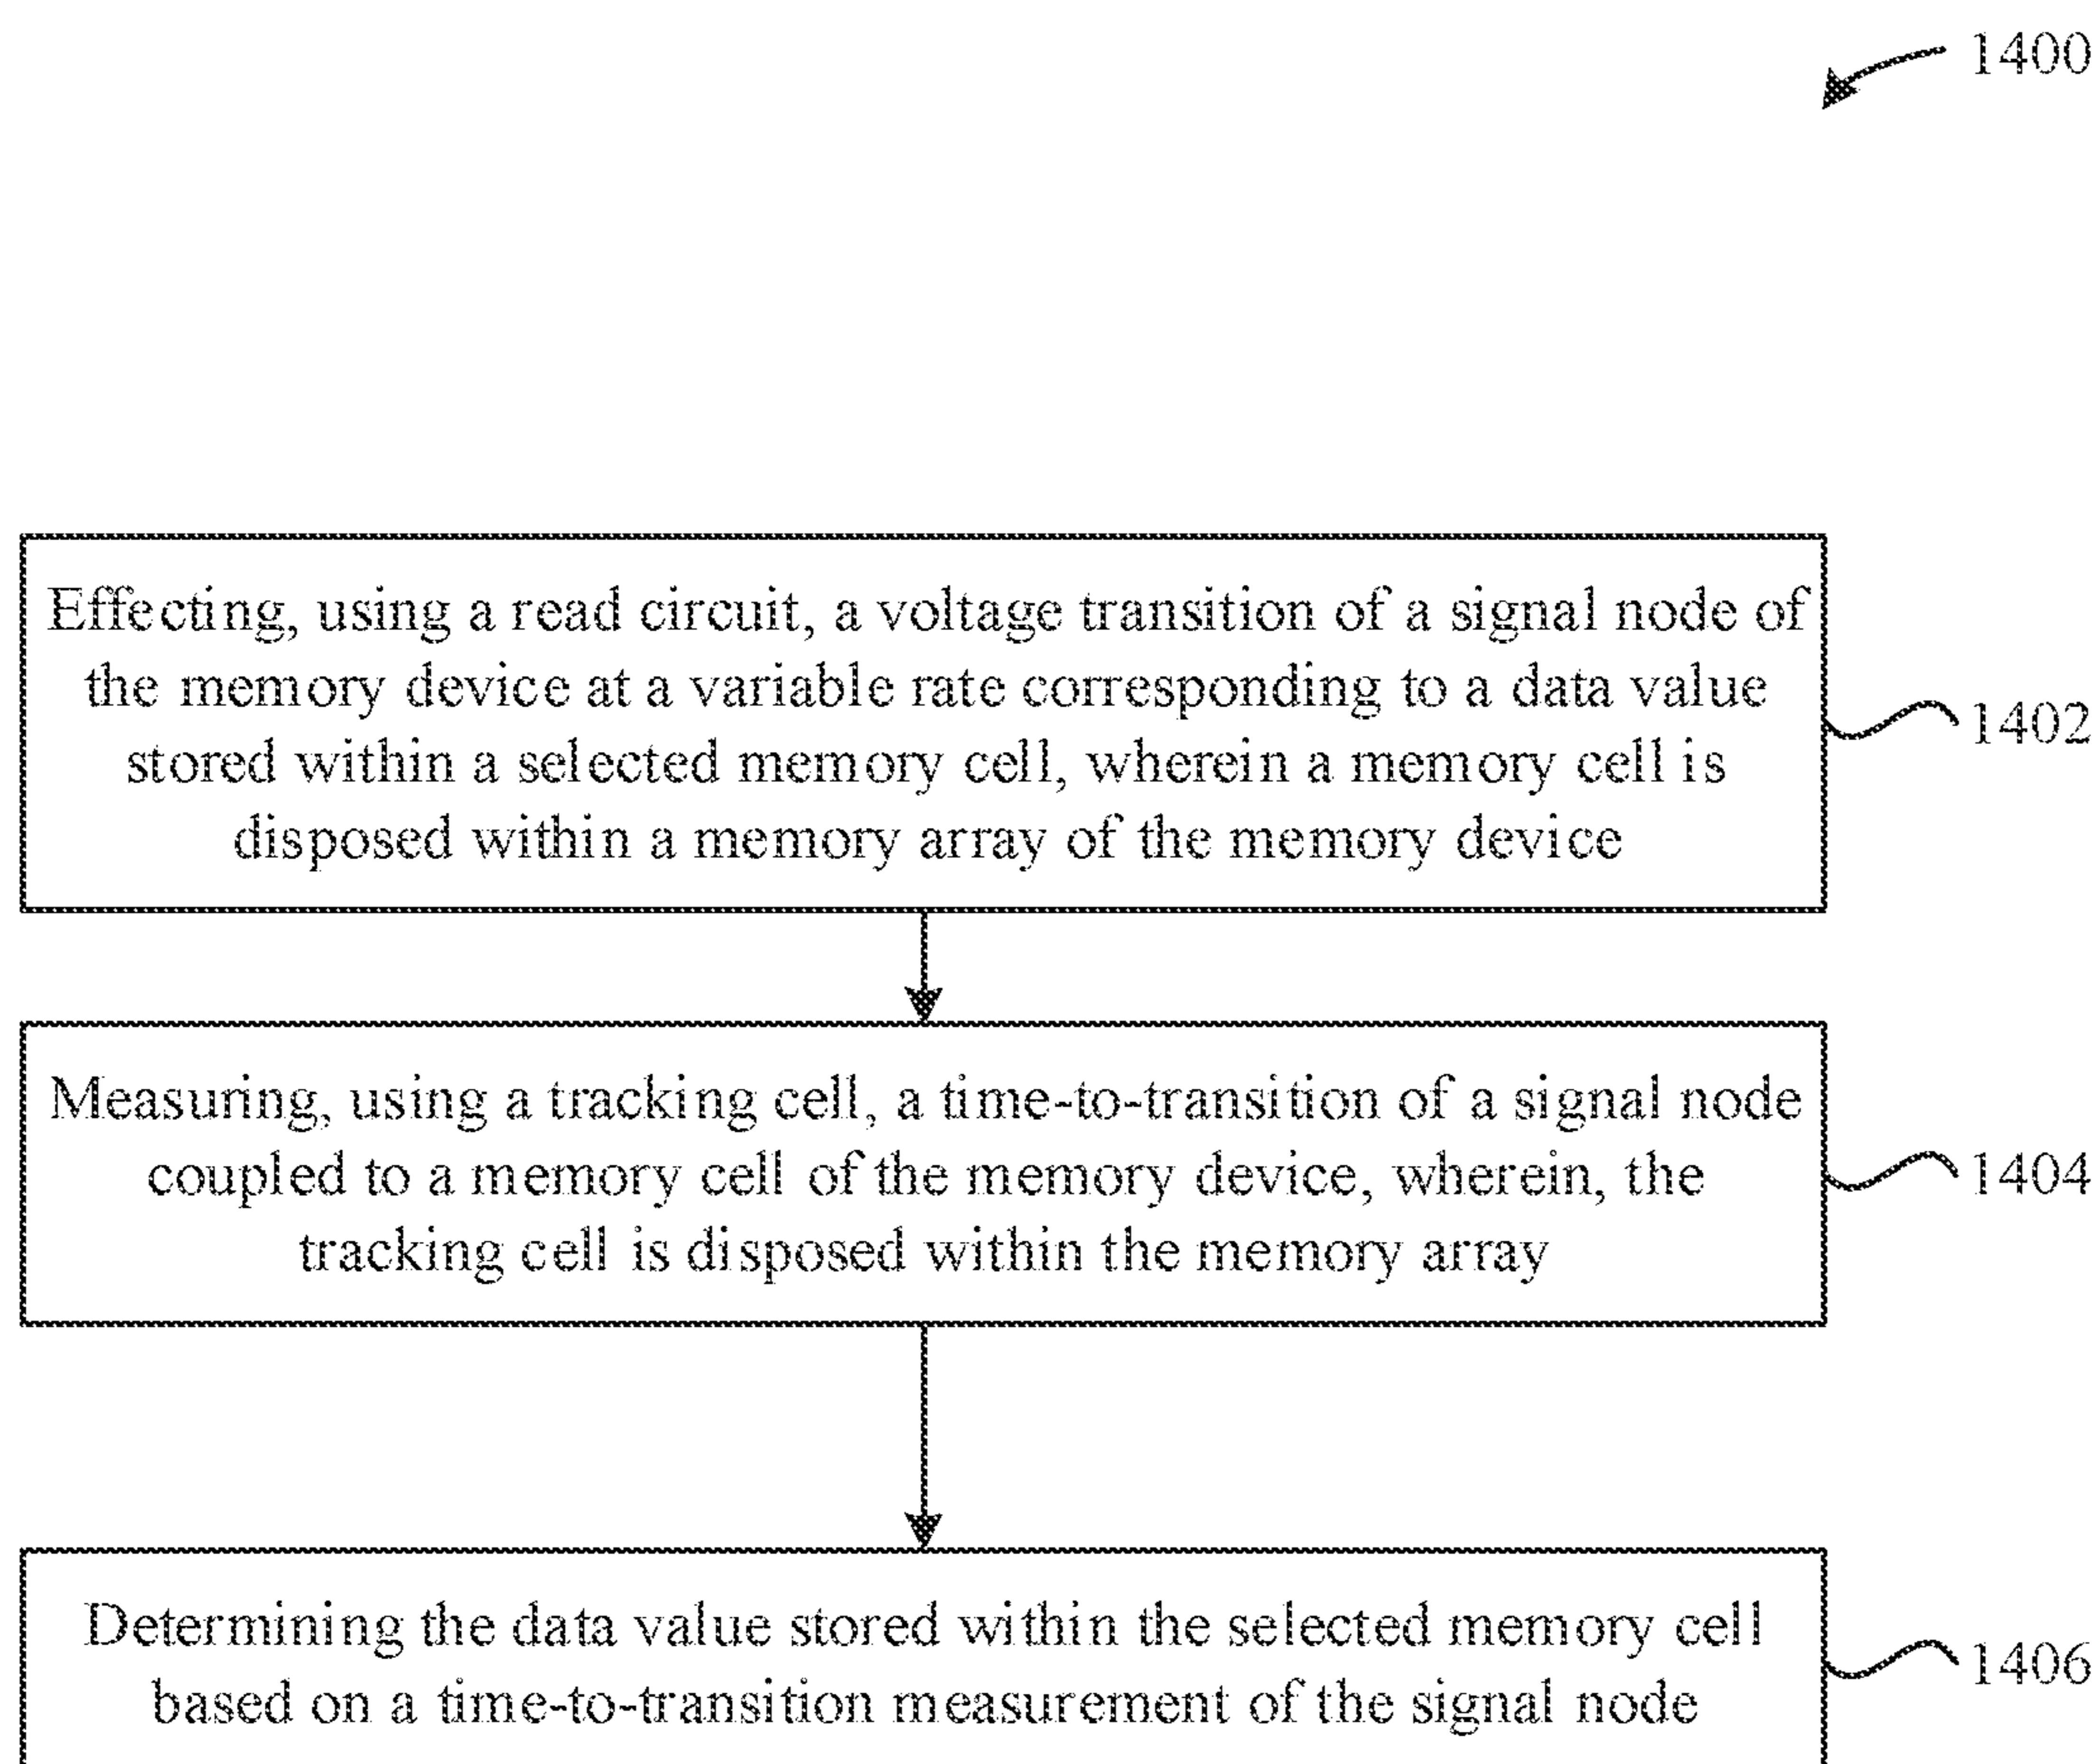 1400
Effecting, using a read circuit, a voltage transition of a signal node of
the memory device at a variable rate corresponding to a data value
stored within a selected memory cell, wherein a memory cell is
disposed within a memory array of the memory device
1402
Measuring, using a tracking cell, a time-to-transition of a signal node
coupled to a memory cell of the memory device, wherein, the
tracking cell is disposed within the memory array
1404
Determining the data value stored within the selected memory cell
based on a time-to-transition measurement of the signal node
1406